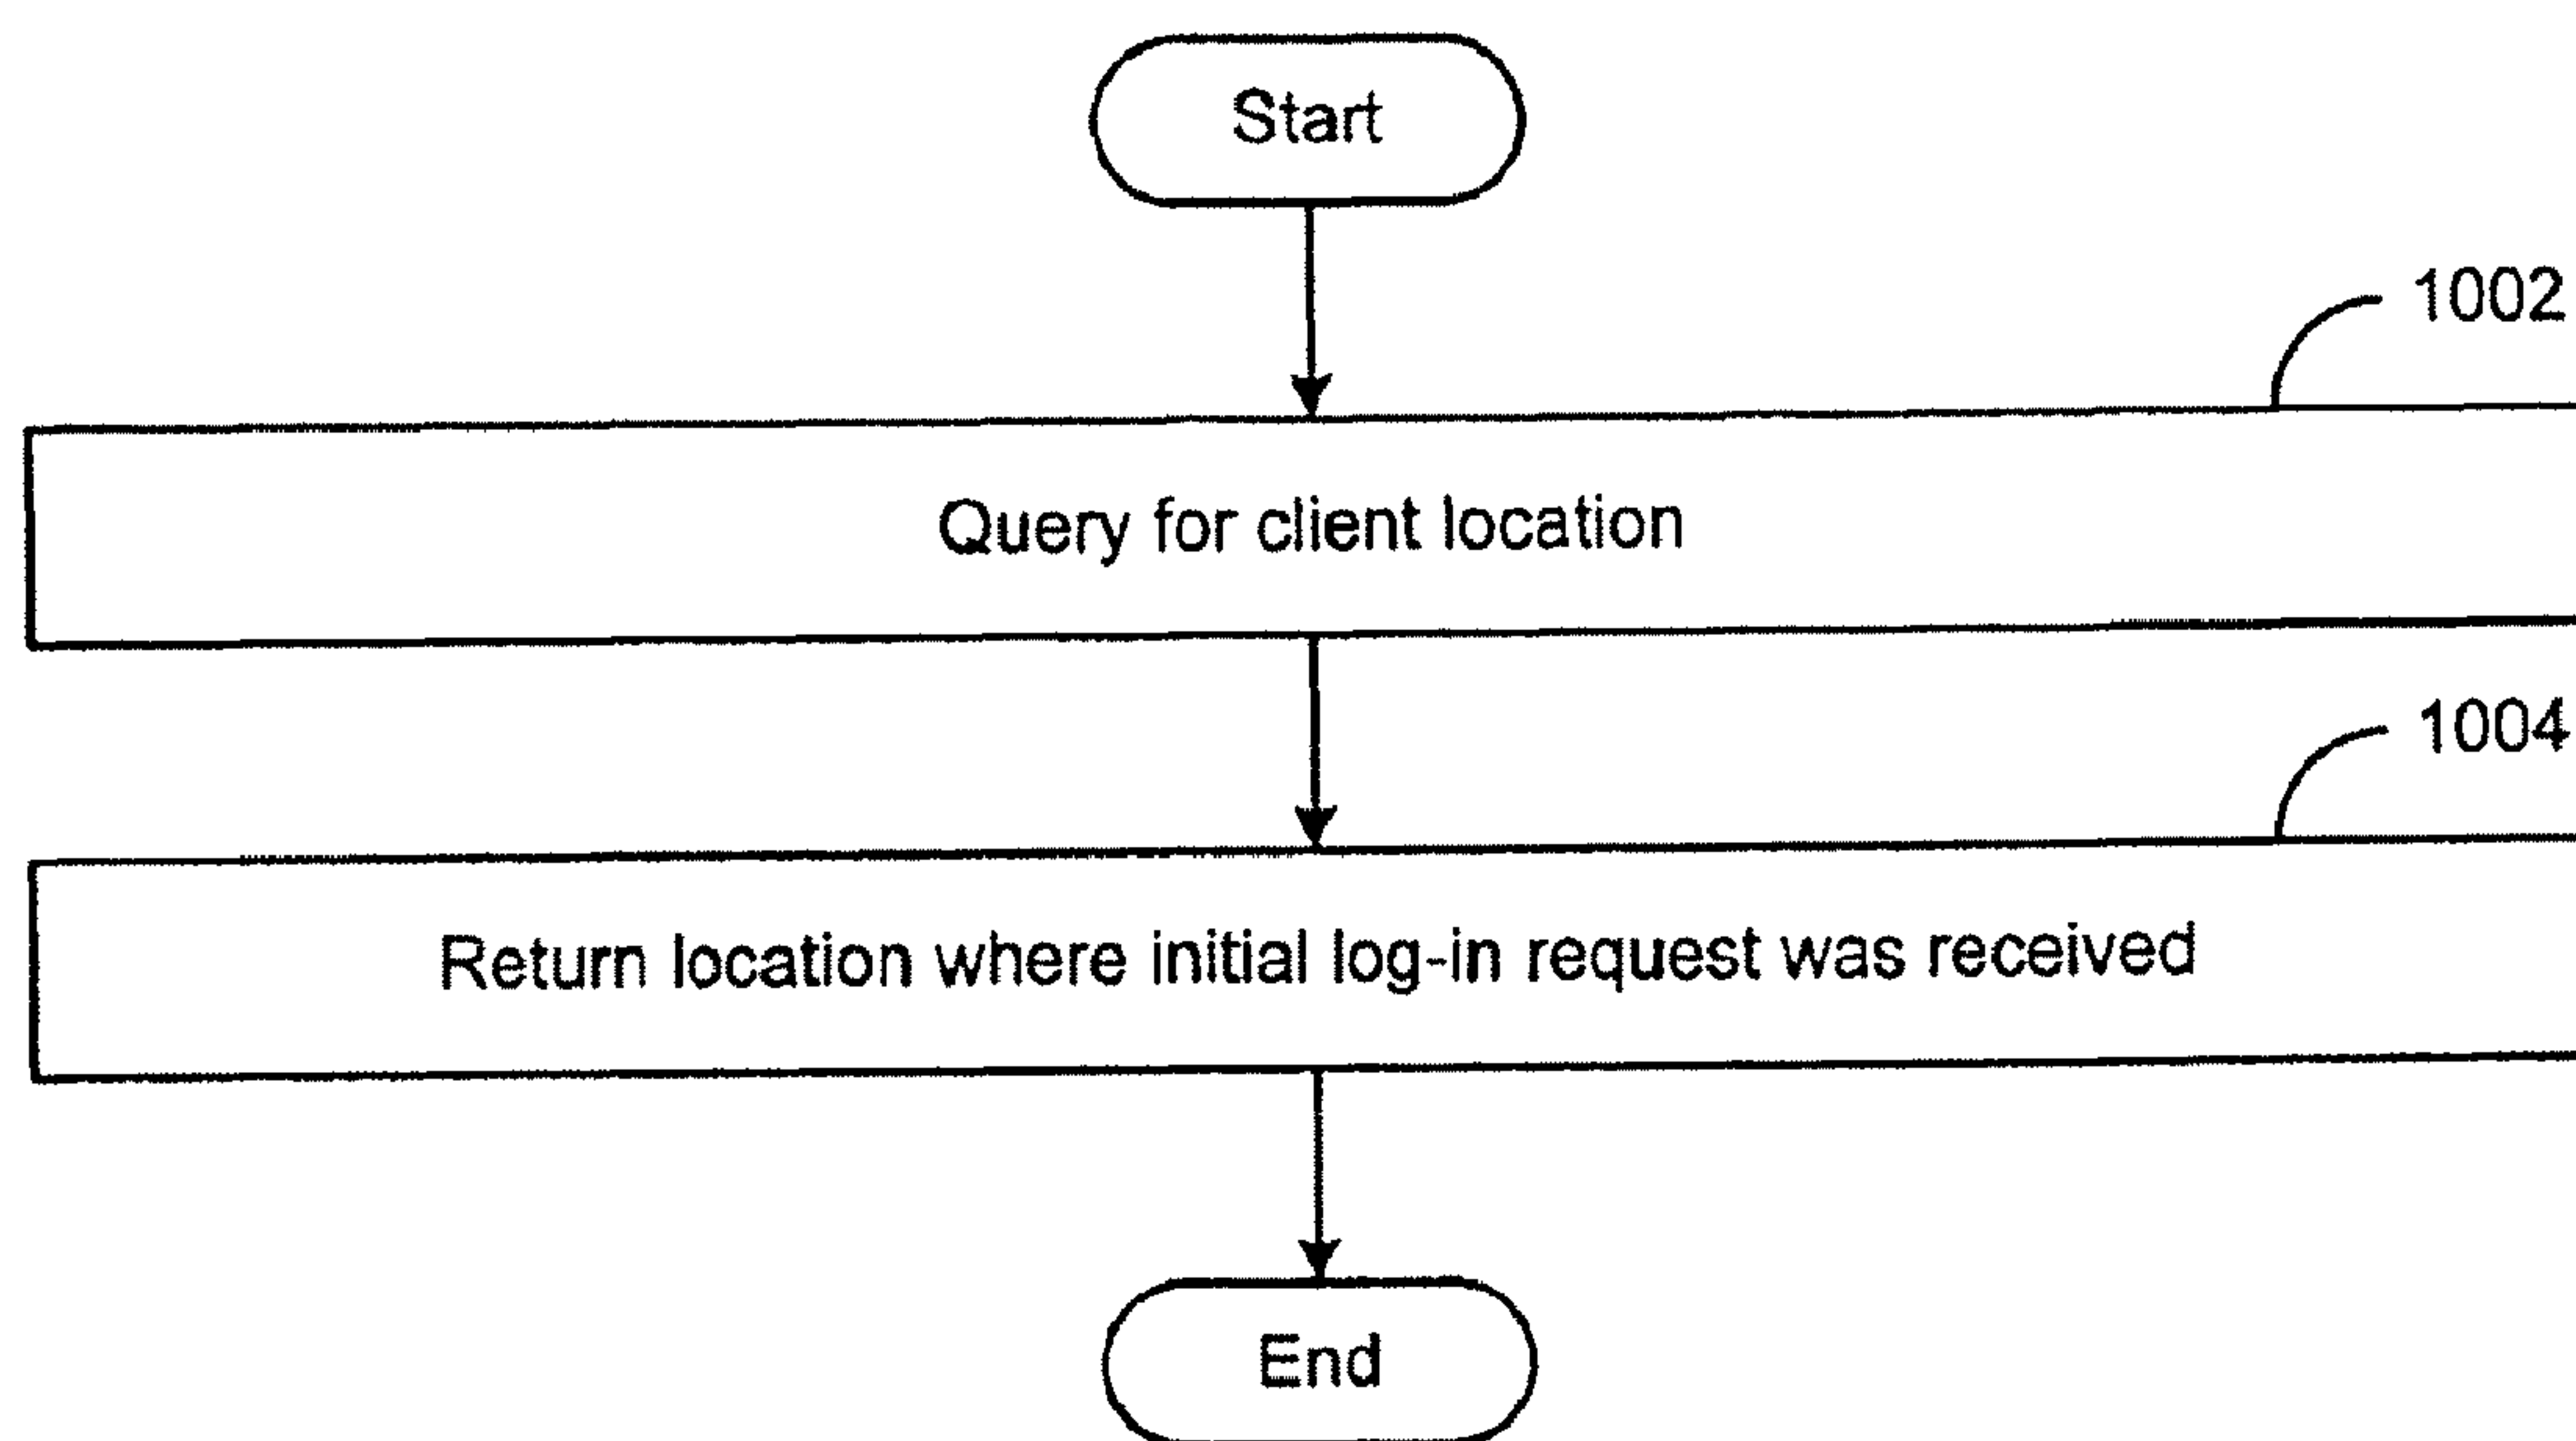 Start
1002
Query for client location
1004
Return location where initial log-in request was received
End